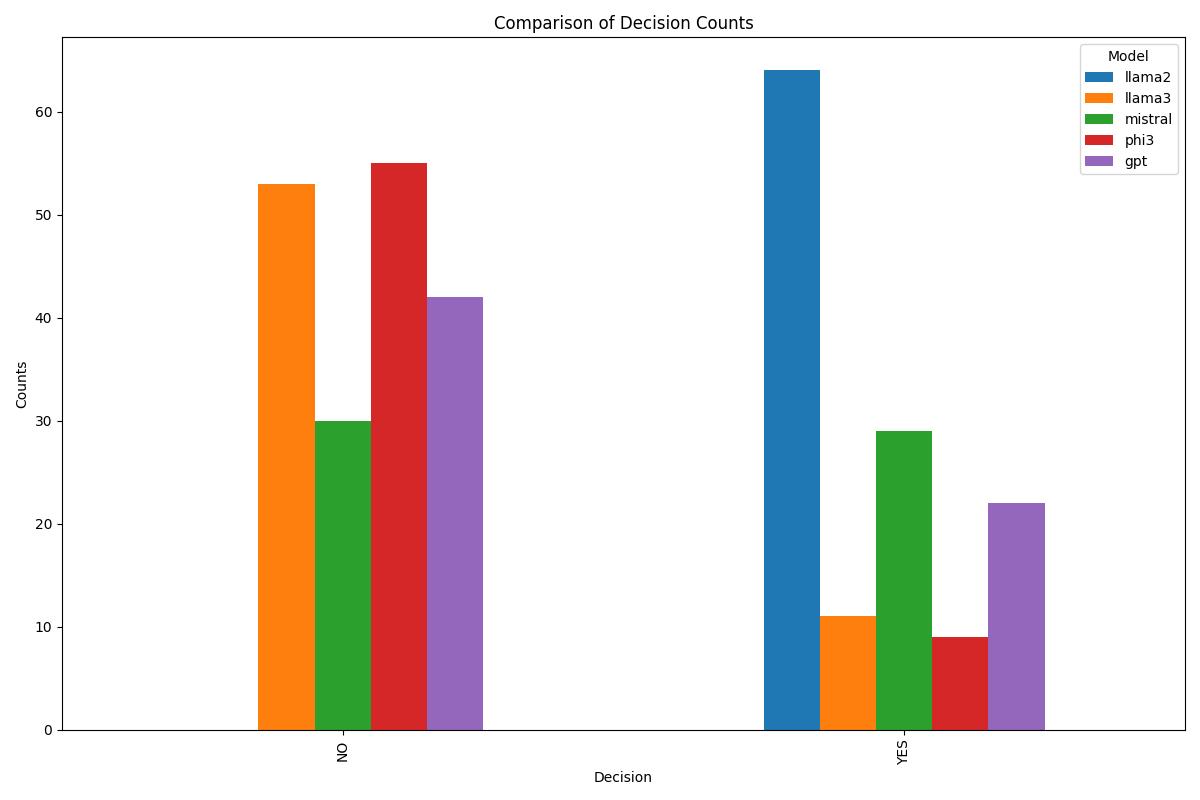 Comparison of Decision Counts
Model
llama2
llama3
mistral
phi3
gpt
60
50
40
30
20
10
0
Counts
NO
YES
Decision